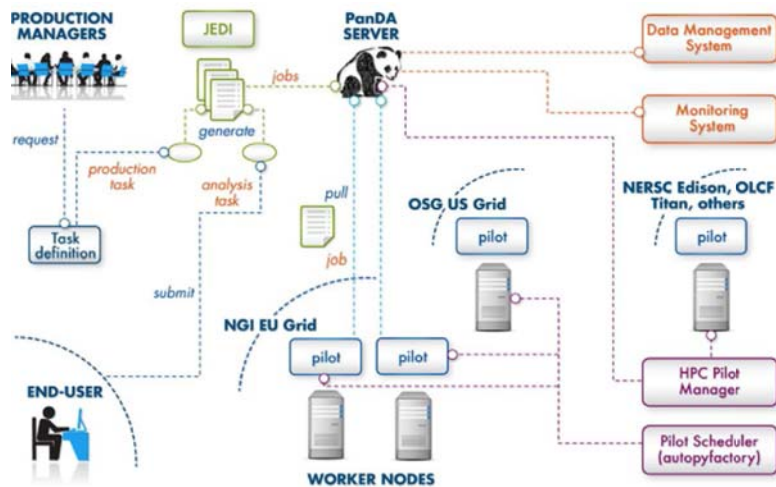 PRODUCTION
MANAGERS
JEDI
PanDA
SERVER
Data Management
System
jobs
Monitoring
System
request
generate
production
task
analysis
task
pull
OSG US Grid
NERSC Edison, OLCF
Titan, others
pilot
pilot
Task
definition
job
submit
NGI EU Grid
pilot
pilot
END-USER
HPC Pilot
Manager
Pilot Scheduler
(autopyfactory)
WORKER NODES